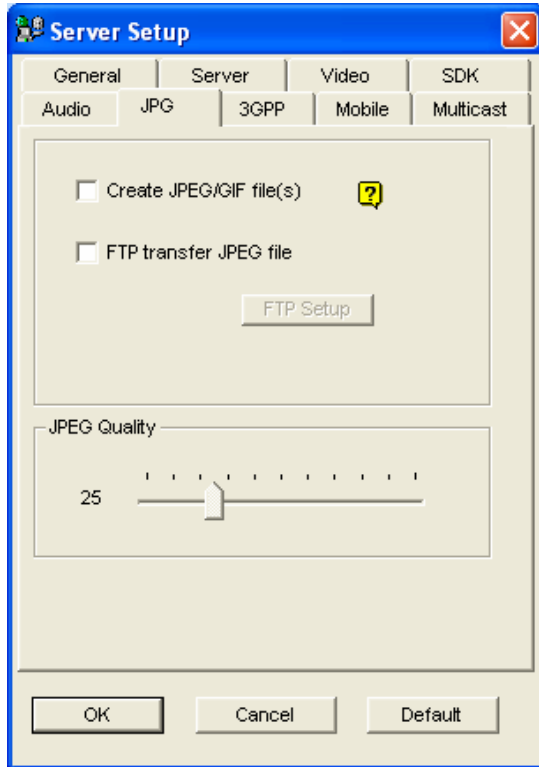 Server Setup
General Server Video SDK
Audio JPG 3GPP Mobile Multicast
Create JPEG/GIF file(s) ?
FTP transfer JPEG file
FTP Setup
JPEG Quality
25
OK Cancel Default